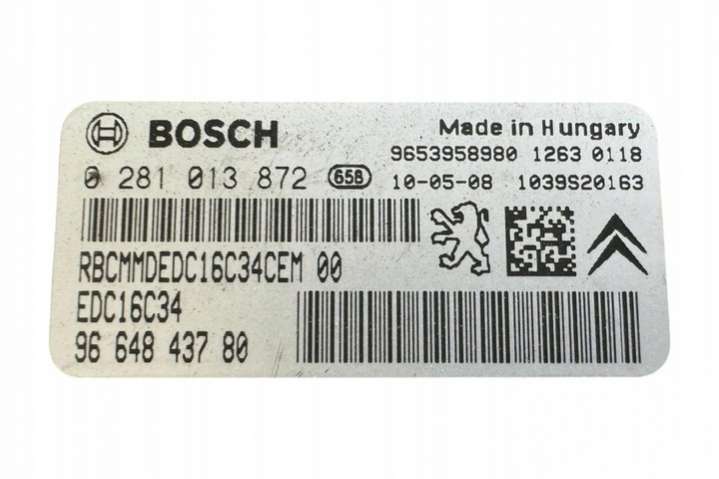 BOSCH
Made in Hungary
9653958980 1263 0118
0 281 013 872 658
10-05-08 1039S20163
RBCMMDEDC16C34CEM 00
EDC16C34
96 648 437 80